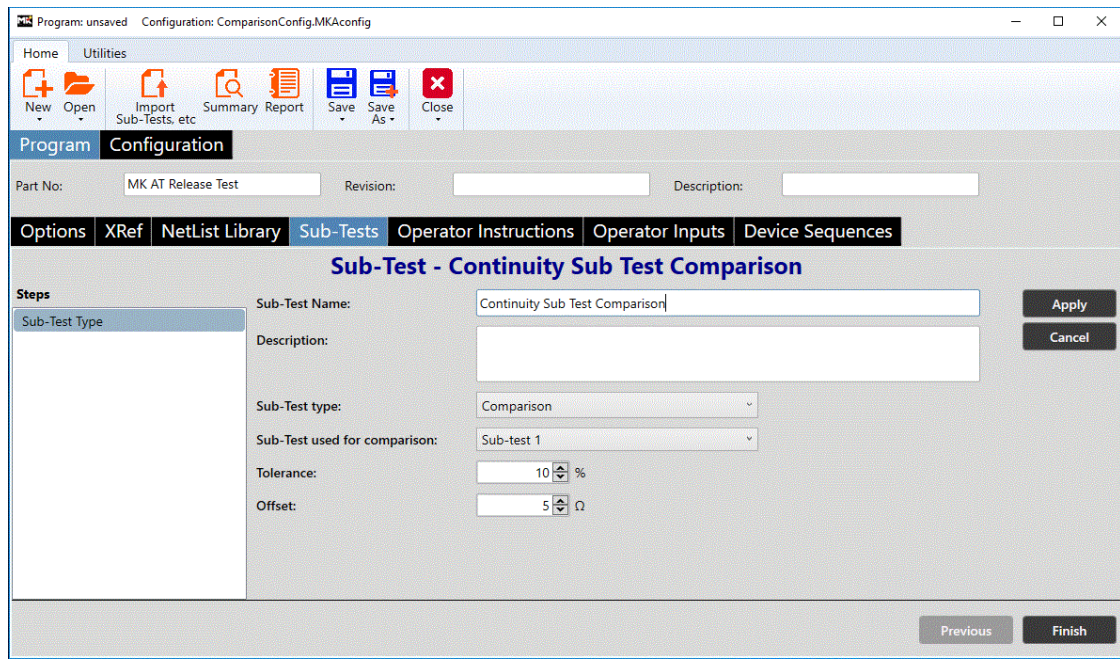 MK Program: unsaved Configuration: ComparisonConfig.MKAconfig
Home Utilities
New Open Import Sub-Tests, etc Summary Report Save Save As Close
Program Configuration
Part No: MK AT Release Test Revision: Description:
Options XRef NetList Library Sub-Tests Operator Instructions Operator Inputs Device Sequences
Sub-Test - Continuity Sub Test Comparison
Steps
Sub-Test Type
Sub-Test Name: Continuity Sub Test Comparison
Apply
Description:
Cancel
Sub-Test type: Comparison
Sub-Test used for comparison: Sub-test 1
Tolerance: 10 %
Offset: 5 Ω
Previous Finish